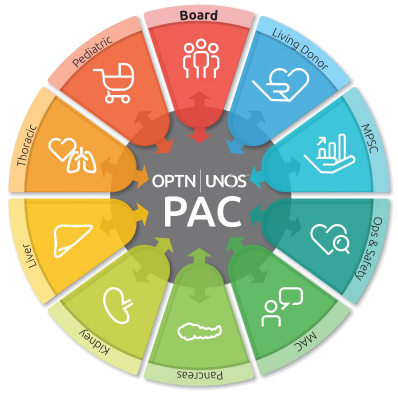 Board
Living Donor
MPSC
Ops & Safety
MAC
Pancreas
Kidney
Liver
Thoracic
Pediatric
OPTN | UNOS
PAC